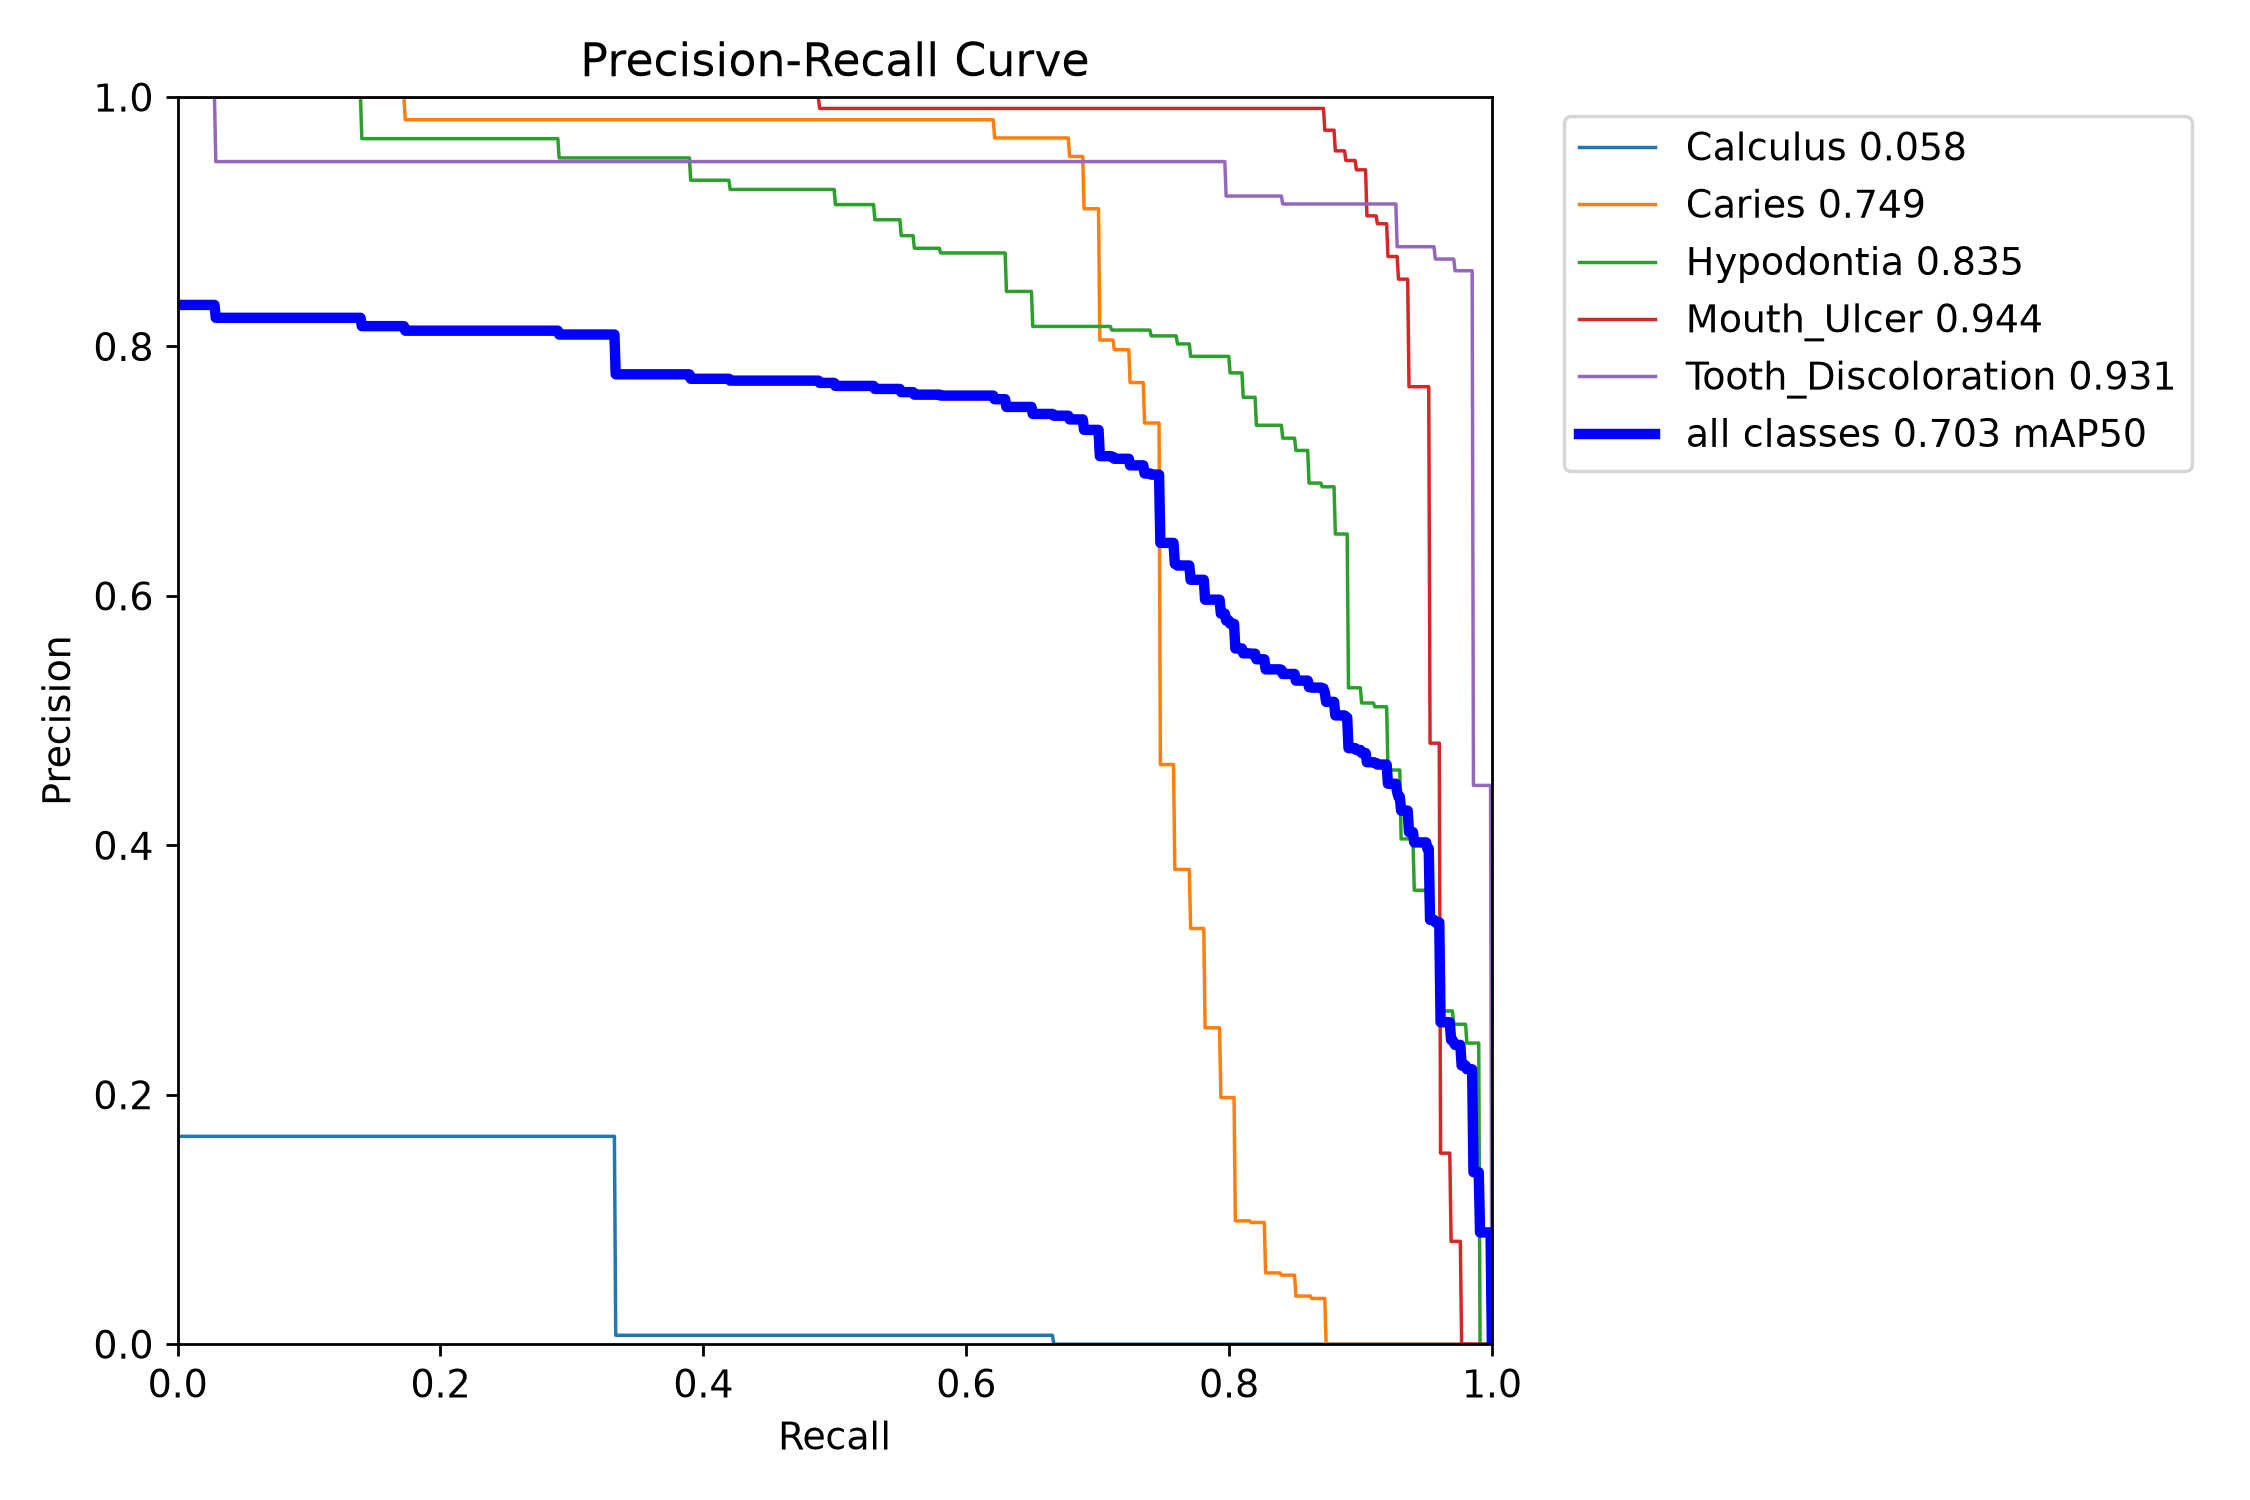 Precision-Recall Curve
1.0
0.8
0.6
0.4
0.2
0.0
Precision
0.0 0.2 0.4 0.6 0.8 1.0
Recall
Calculus 0.058
Caries 0.749
Hypodontia 0.835
Mouth_Ulcer 0.944
Tooth_Discoloration 0.931
all classes 0.703 mAP50